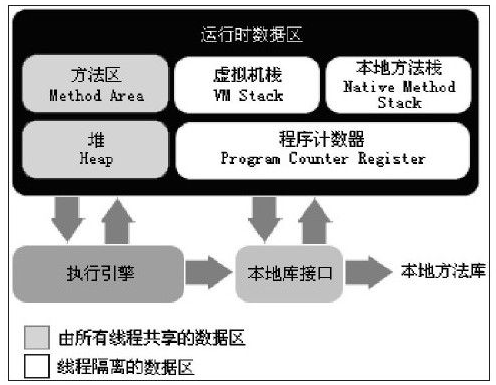 运行时数据区
方法区
Method Area
虚拟机栈
VM Stack
本地方法栈
Native Method
Stack
堆
Heap
程序计数器
Program Counter Register
执行引擎
本地库接口
本地方法库
由所有线程共享的数据区
线程隔离的数据区